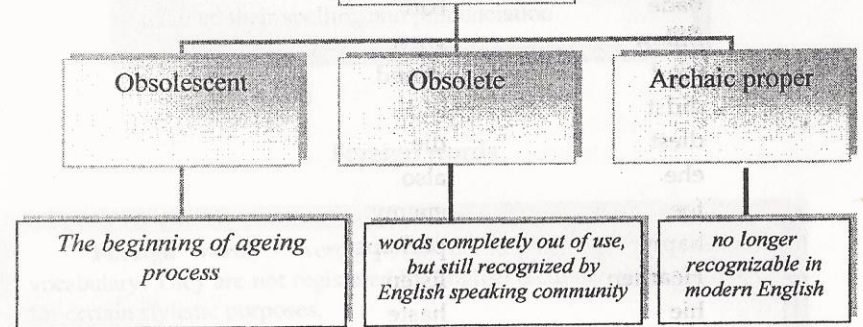 Obsolescent
Obsolete
Archaic proper
The beginning of ageing
process
words completely out of use,
but still recognized by
English speaking community
no longer
recognizable in
modern English